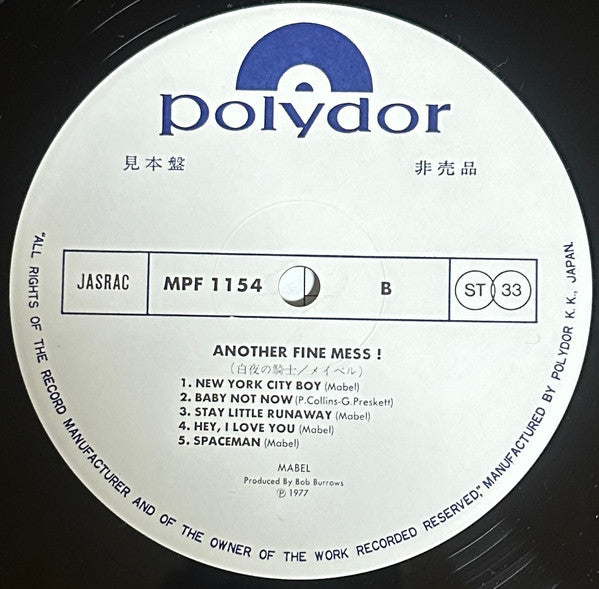 polydor
見本盤
非売品
JASRAC
MPF 1154
B
ST 33
ANOTHER FINE MESS !
(白夜の騎士/メイベル)
1. NEW YORK CITY BOY (Mabel)
2. BABY NOT NOW (P.Collins-G.Preskett)
3. STAY LITTLE RUNAWAY (Mabel)
4. HEY, I LOVE YOU (Mabel)
5. SPACEMAN (Mabel)
MABEL
Produced By Bob Burrows
Ⓟ 1977
"ALL RIGHTS OF THE RECORD MANUFACTURER AND OF THE OWNER OF THE WORK RECORDED RESERVED," MANUFACTURED BY POLYDOR K.K., JAPAN.